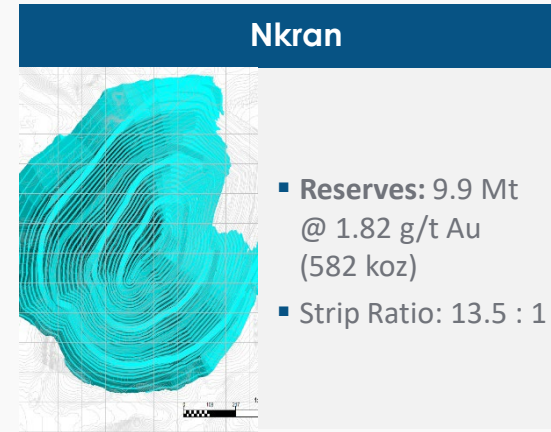 Nkran
▪ Reserves: 9.9 Mt
@ 1.82 g/t Au
(582 koz)
▪ Strip Ratio: 13.5 : 1